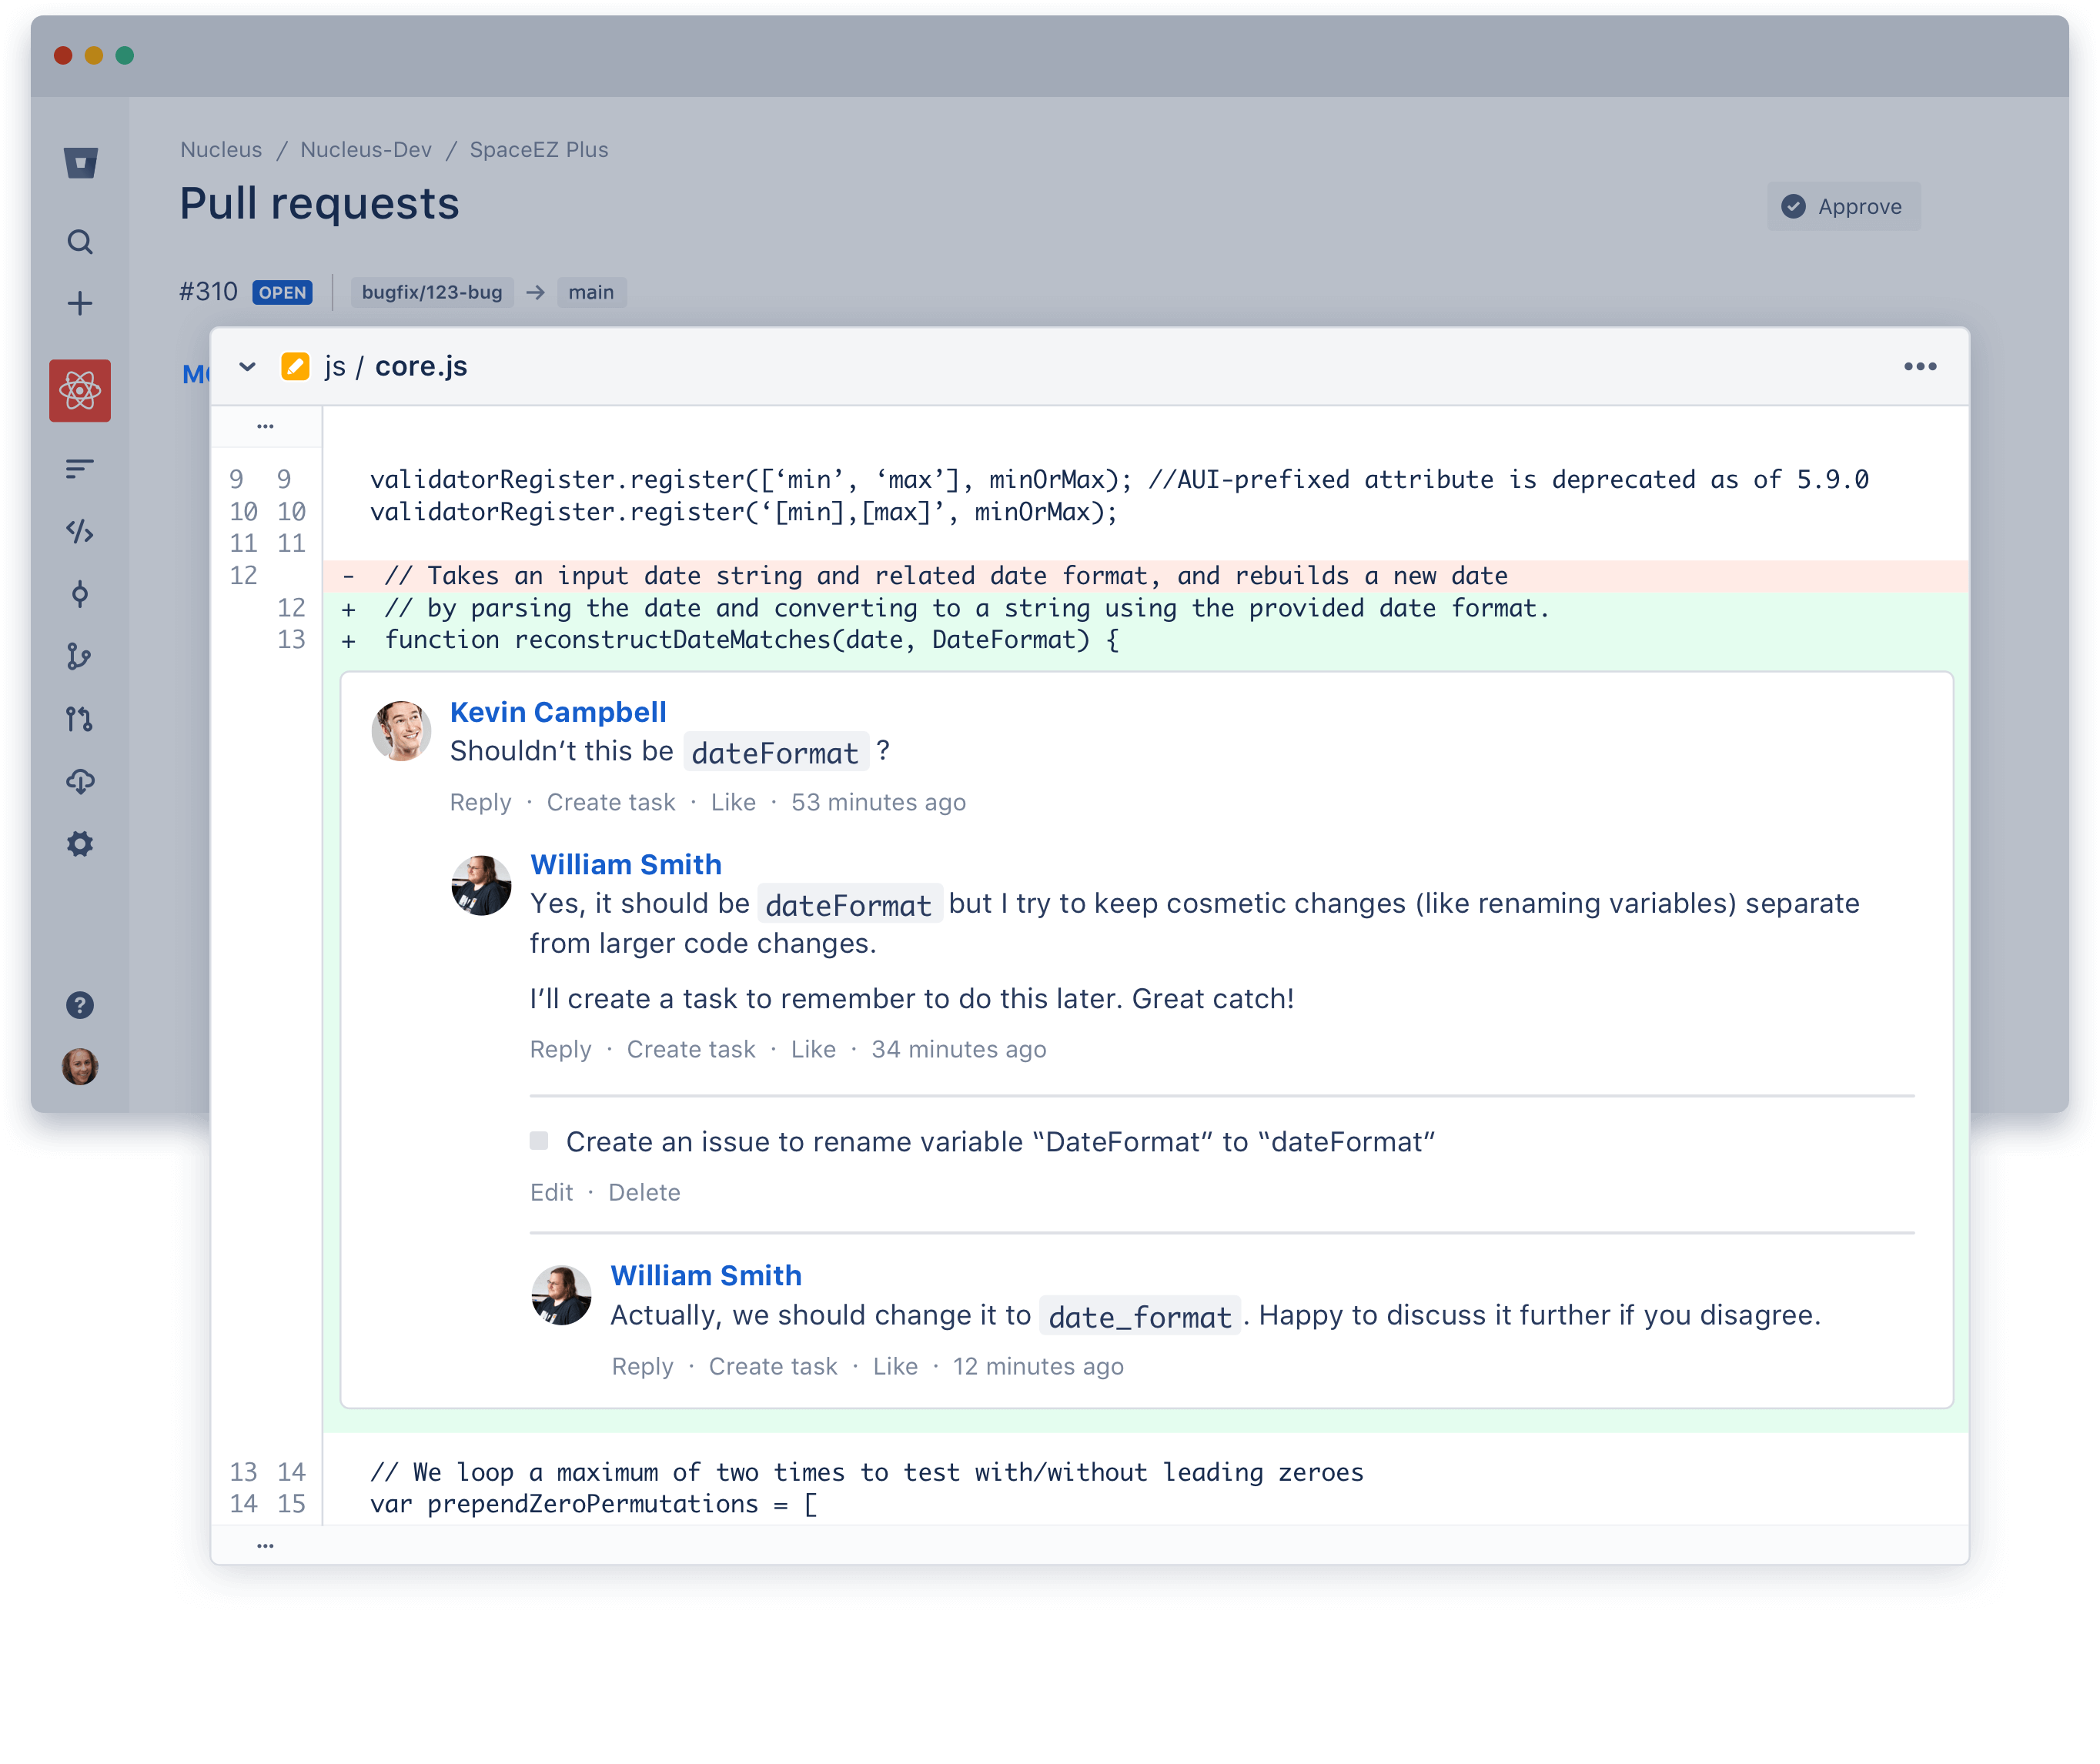 Nucleus / Nucleus-Dev / SpaceEZ Plus
Pull requests
Approve
#310 OPEN bugfix/123-bug → main
js / core.js
9 9 validatorRegister.register([‘min’, ‘max’], minOrMax); //AUI-prefixed attribute is deprecated as of 5.9.0
10 10 validatorRegister.register(‘[min],[max]’, minOrMax);
11 11
12 - // Takes an input date string and related date format, and rebuilds a new date
12 + // by parsing the date and converting to a string using the provided date format.
13 + function reconstructDateMatches(date, DateFormat) {
Kevin Campbell
Shouldn’t this be dateFormat ?
Reply · Create task · Like · 53 minutes ago
William Smith
Yes, it should be dateFormat but I try to keep cosmetic changes (like renaming variables) separate
from larger code changes.
I’ll create a task to remember to do this later. Great catch!
Reply · Create task · Like · 34 minutes ago
Create an issue to rename variable “DateFormat” to “dateFormat”
Edit · Delete
William Smith
Actually, we should change it to date_format. Happy to discuss it further if you disagree.
Reply · Create task · Like · 12 minutes ago
13 14 // We loop a maximum of two times to test with/without leading zeroes
14 15 var prependZeroPermutations = [